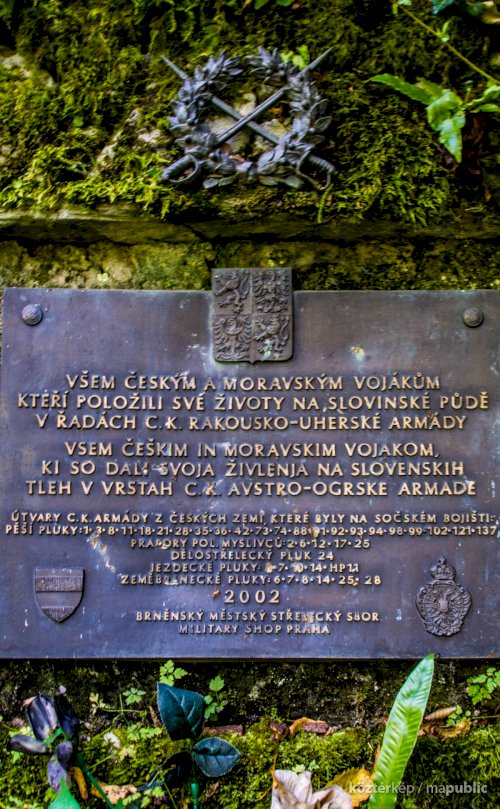 VŠEM ČESKÝM A MORAVSKÝM VOJÁKŮM
KTEŘÍ POLOŽILI SVÉ ŽIVOTY NA SLOVINSKÉ PŮDĚ
V ŘADÁCH C.K. RAKOUSKO-UHERSKÉ ARMÁDY
VSEM ČEŠKIM IN MORAVSKIM VOJAKOM,
KI SO DALI SVOJA ŽIVLENJA NA SLOVENSKIH
TLEH V VRSTAH C.K. AVSTRO-OGRSKE ARMADE
ÚTVARY C.K. ARMÁDY Z ČESKÝCH ZEMÍ, KTERÉ BYLY NA SOČSKÉM BOJIŠTI:
PĚŠÍ PLUKY: 1·3·8·11·18·21·28·35·36·42·73·74·88·91·92·93·94·98·99·102·121·137
PRAPORY POL. MYSLIVCŮ: 2·6·12·17·25
DĚLOSTŘELECKÝ PLUK 24
JEZDECKÉ PLUKY: 7·10·14·HP11
ZEMĚBRANECKÉ PLUKY: 6·7·8·14·25·28
2002
BRNĚNSKÝ MĚSTSKÝ STŘELECKÝ SBOR
MILITARY SHOP PRAHA
köztérkép / mapublic